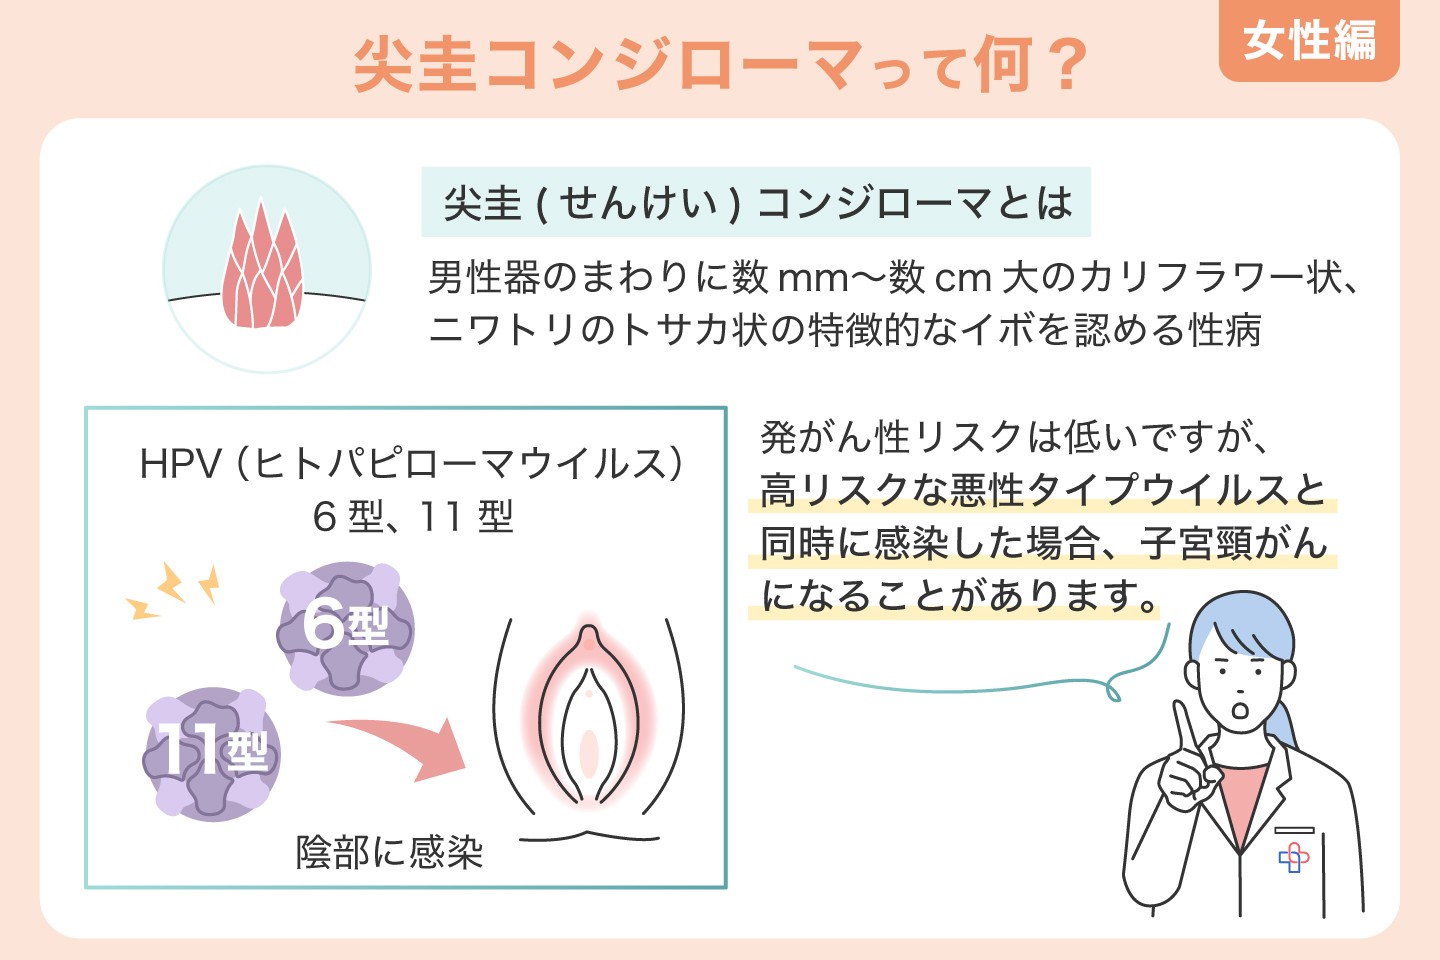 尖圭コンジローマって何？
女性編
尖圭(せんけい)コンジローマとは
男性器のまわりに数mm〜数cm大のカリフラワー状、
ニワトリのトサカ状の特徴的なイボを認める性病
HPV（ヒトパピローマウイルス）
6型、11型
6型
11型
陰部に感染
発がん性リスクは低いですが、
高リスクな悪性タイプウイルスと
同時に感染した場合、子宮頸がん
になることがあります。